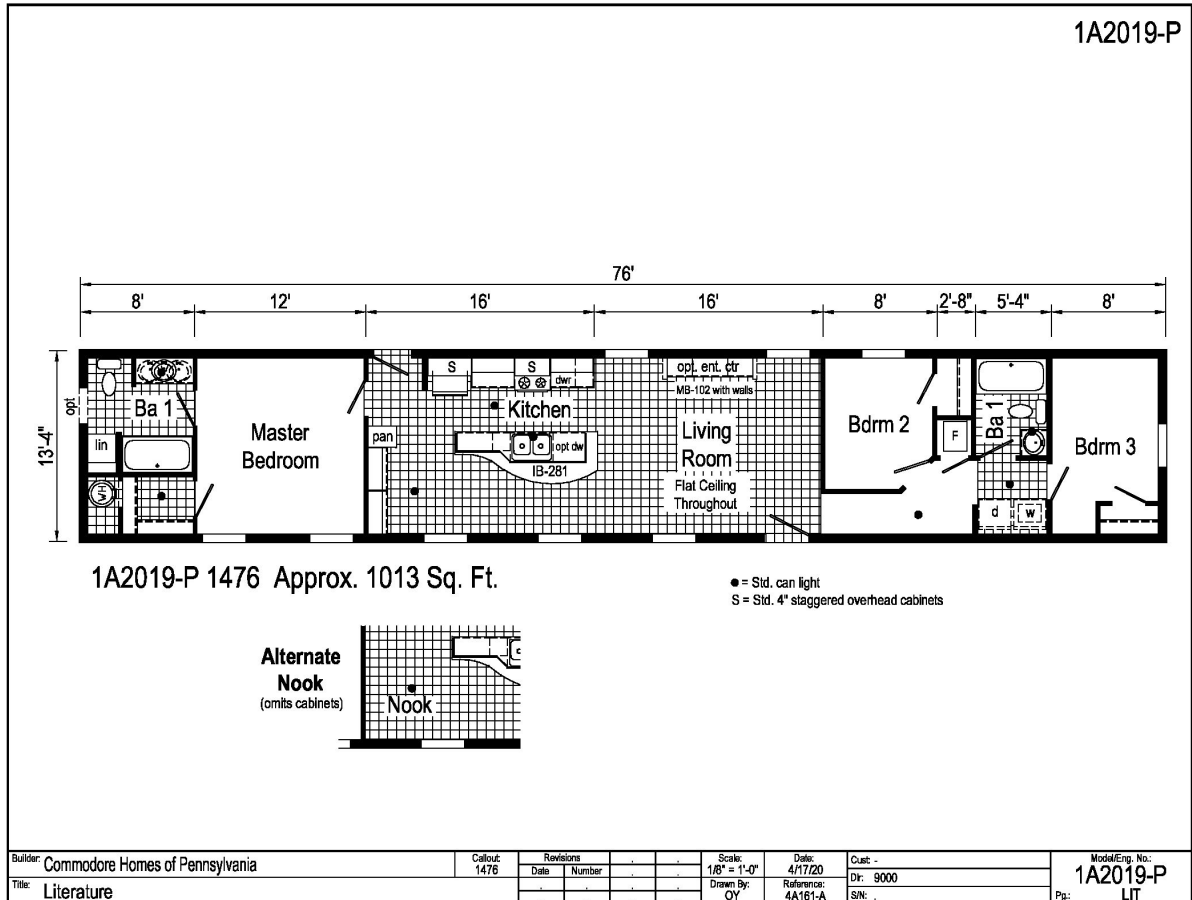 1A2019-P
76'
8' 12' 16' 16' 8' 2'-8" 5'-4" 8'
13'-4"
opt
Ba 1
lin
WH
Master
Bedroom
pan
S
S
dwr
Kitchen
opt dw
IB-281
opt. ent. ctr
MB-102 with walls
Living
Room
Flat Ceiling
Throughout
Bdrm 2
F
Ba 1
d
w
Bdrm 3
1A2019-P 1476 Approx. 1013 Sq. Ft.
● = Std. can light
S = Std. 4" staggered overhead cabinets
Alternate
Nook
(omits cabinets)
Nook
Builder: Commodore Homes of Pennsylvania
Title: Literature
Callout:
1476
Revisions
Date Number
Scale:
1/8" = 1'-0"
Date:
4/17/20
Drawn By:
OY
Reference:
4A161-A
Cust: -
Dir: 9000
S/N: .
Model/Eng. No.:
1A2019-P
Pg.: LIT